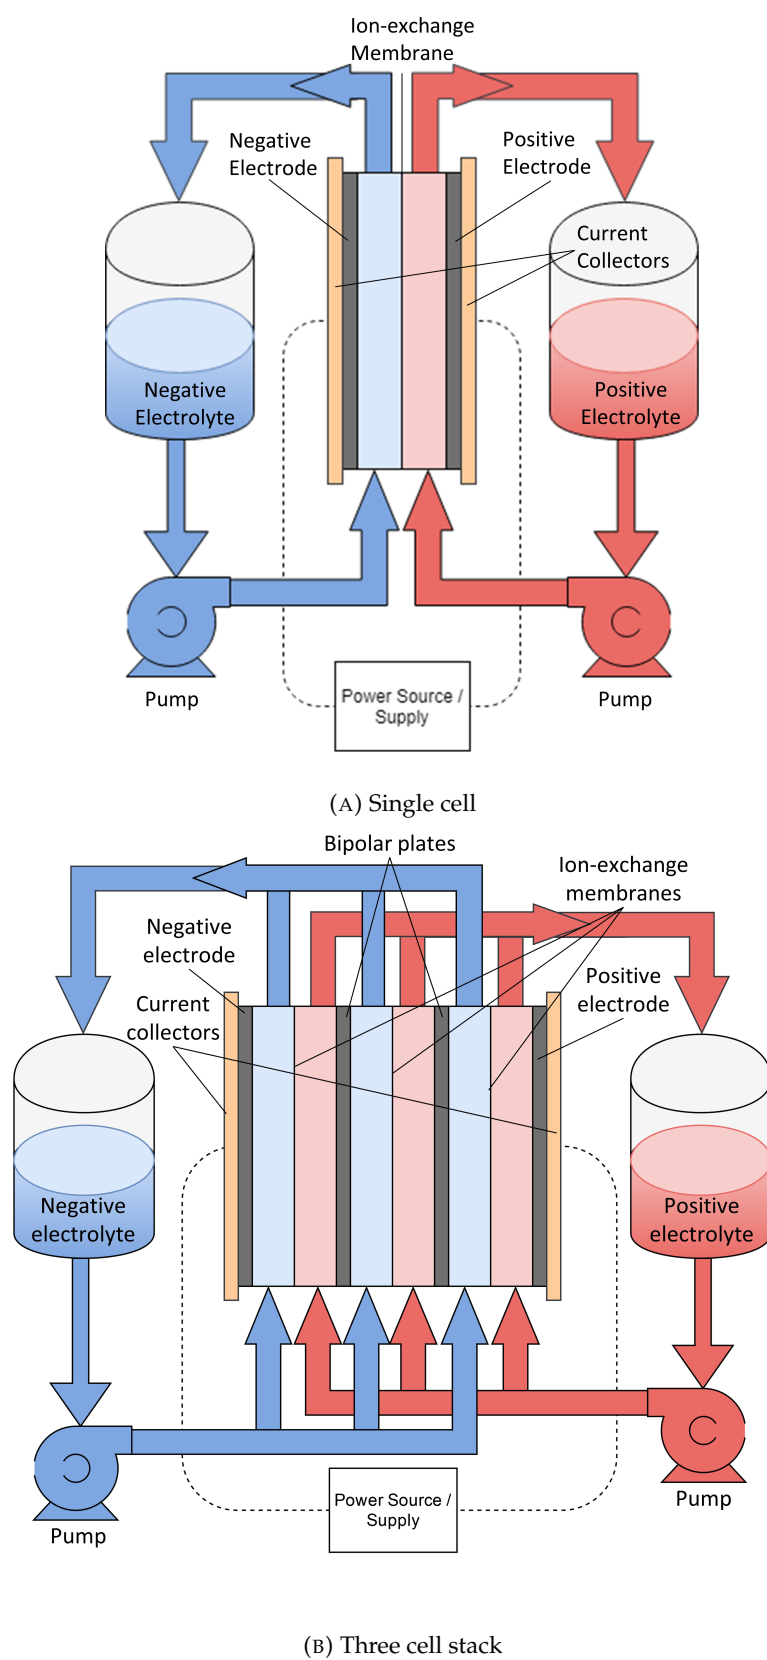 Ion-exchange
Membrane
Negative
Electrode
Positive
Electrode
Current
Collectors
Negative
Electrolyte
Positive
Electrolyte
Pump
Power Source /
Supply
Pump
(A) Single cell
Bipolar plates
Ion-exchange
membranes
Negative
electrode
Positive
electrode
Current
collectors
Negative
electrolyte
Positive
electrolyte
Power Source /
Supply
Pump
Pump
(B) Three cell stack